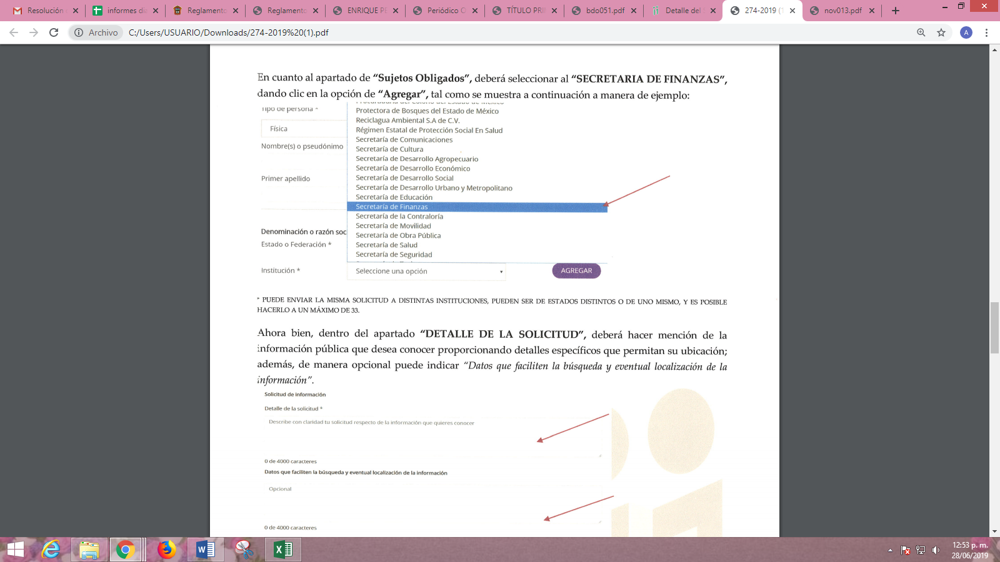 Resolución
informes di
Reglamento
Reglamento
ENRIQUE PE
Periódico O
TÍTULO PRI
bdo051.pdf
Detalle del
274-2019 (1
nov013.pdf
Archivo
C:/Users/USUARIO/Downloads/274-2019%20(1).pdf
A
En cuanto al apartado de “Sujetos Obligados”, deberá seleccionar al “SECRETARIA DE FINANZAS”,
dando clic en la opción de “Agregar”, tal como se muestra a continuación a manera de ejemplo:
Tipo de persona *
Protectora de Bosques del Estado de México
Reciclagua Ambiental S.A de C.V.
Física
Régimen Estatal de Protección Social En Salud
Secretaría de Comunicaciones
Nombre(s) o pseudónimo
Secretaría de Cultura
Secretaría de Desarrollo Agropecuario
Secretaría de Desarrollo Económico
Primer apellido
Secretaría de Desarrollo Social
Secretaría de Desarrollo Urbano y Metropolitano
Secretaría de Educación
Secretaría de Finanzas
Secretaría de la Contraloría
Secretaría de Movilidad
Denominación o razón soc
Secretaría de Obra Pública
Estado o Federación *
Secretaría de Salud
Secretaría de Seguridad
Institución *
Seleccione una opción
AGREGAR
* PUEDE ENVIAR LA MISMA SOLICITUD A DISTINTAS INSTITUCIONES, PUEDEN SER DE ESTADOS DISTINTOS O DE UNO MISMO, Y ES POSIBLE
HACERLO A UN MÁXIMO DE 33.
Ahora bien, dentro del apartado “DETALLE DE LA SOLICITUD”, deberá hacer mención de la
información pública que desea conocer proporcionando detalles específicos que permitan su ubicación;
además, de manera opcional puede indicar “Datos que faciliten la búsqueda y eventual localización de la
información”.
Solicitud de información
Detalle de la solicitud *
Describe con claridad tu solicitud respecto de la información que quieres conocer
0 de 4000 caracteres
Datos que faciliten la búsqueda y eventual localización de la información
Opcional
0 de 4000 caracteres
12:53 p. m.
28/06/2019